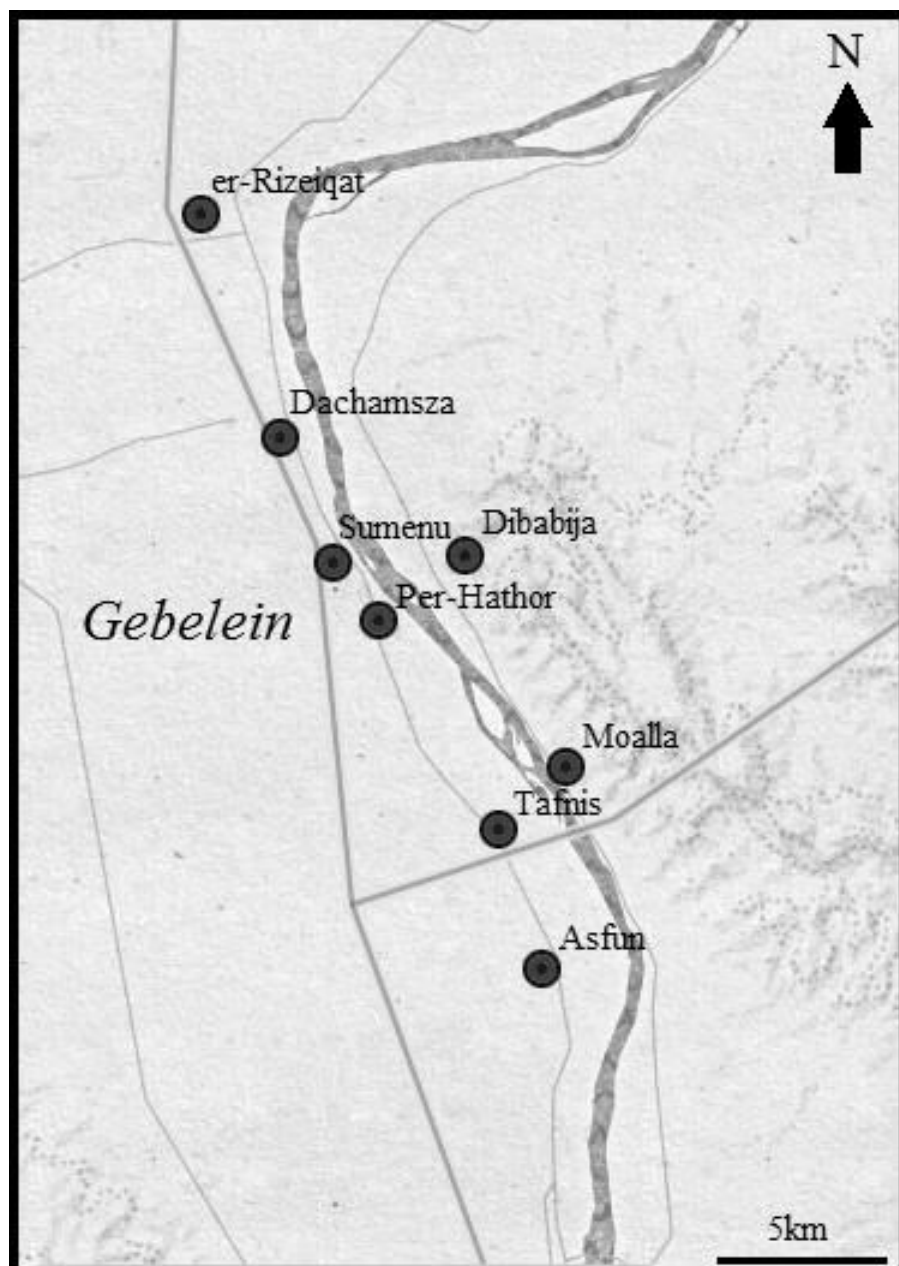 N
er-Rizeiqat
Dachamsza
Sumenu
Dibabija
Per-Hathor
Gebelein
Moalla
Tafnis
Asfun
5km